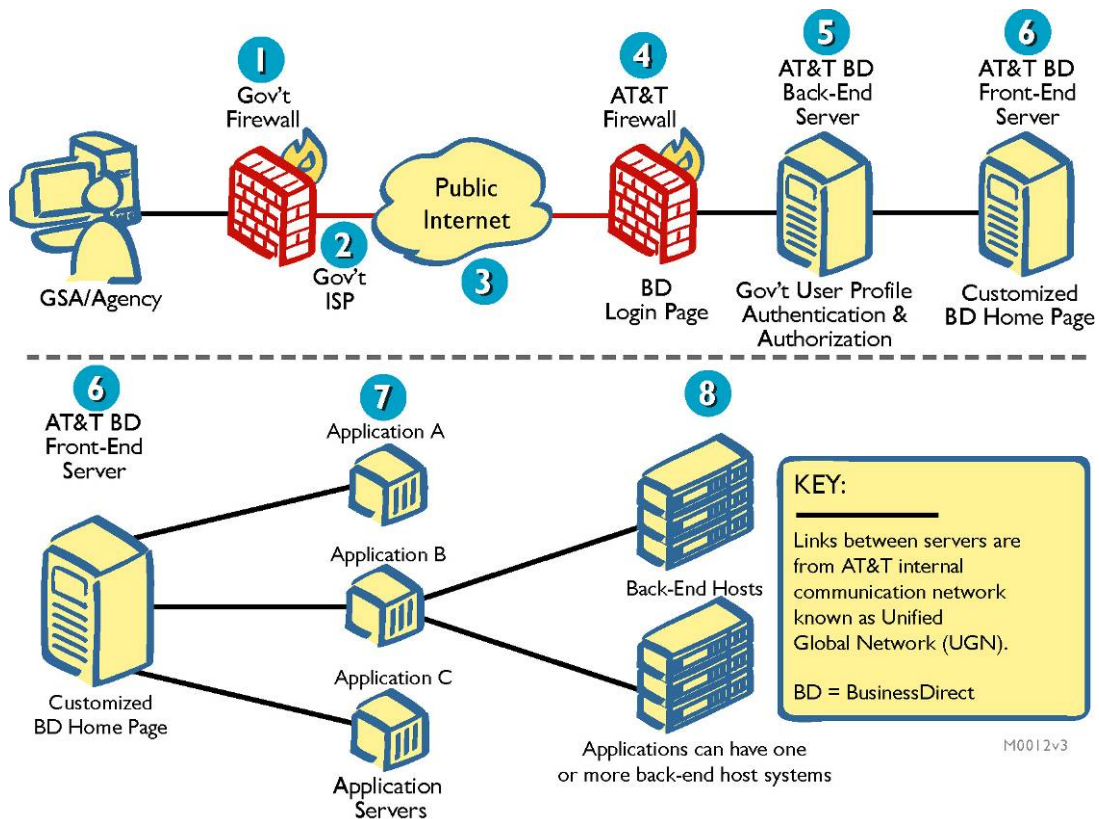 1
Gov't
Firewall
GSA/Agency
2
Gov't
ISP
Public
Internet
3
4
AT&T
Firewall
BD
Login Page
5
AT&T BD
Back-End
Server
Gov't User Profile
Authentication &
Authorization
6
AT&T BD
Front-End
Server
Customized
BD Home Page
6
AT&T BD
Front-End
Server
Customized
BD Home Page
7
Application A
Application B
Application C
Application
Servers
8
Back-End Hosts
Applications can have one
or more back-end host systems
KEY:
Links between servers are
from AT&T internal
communication network
known as Unified
Global Network (UGN).
BD = BusinessDirect
M0012v3